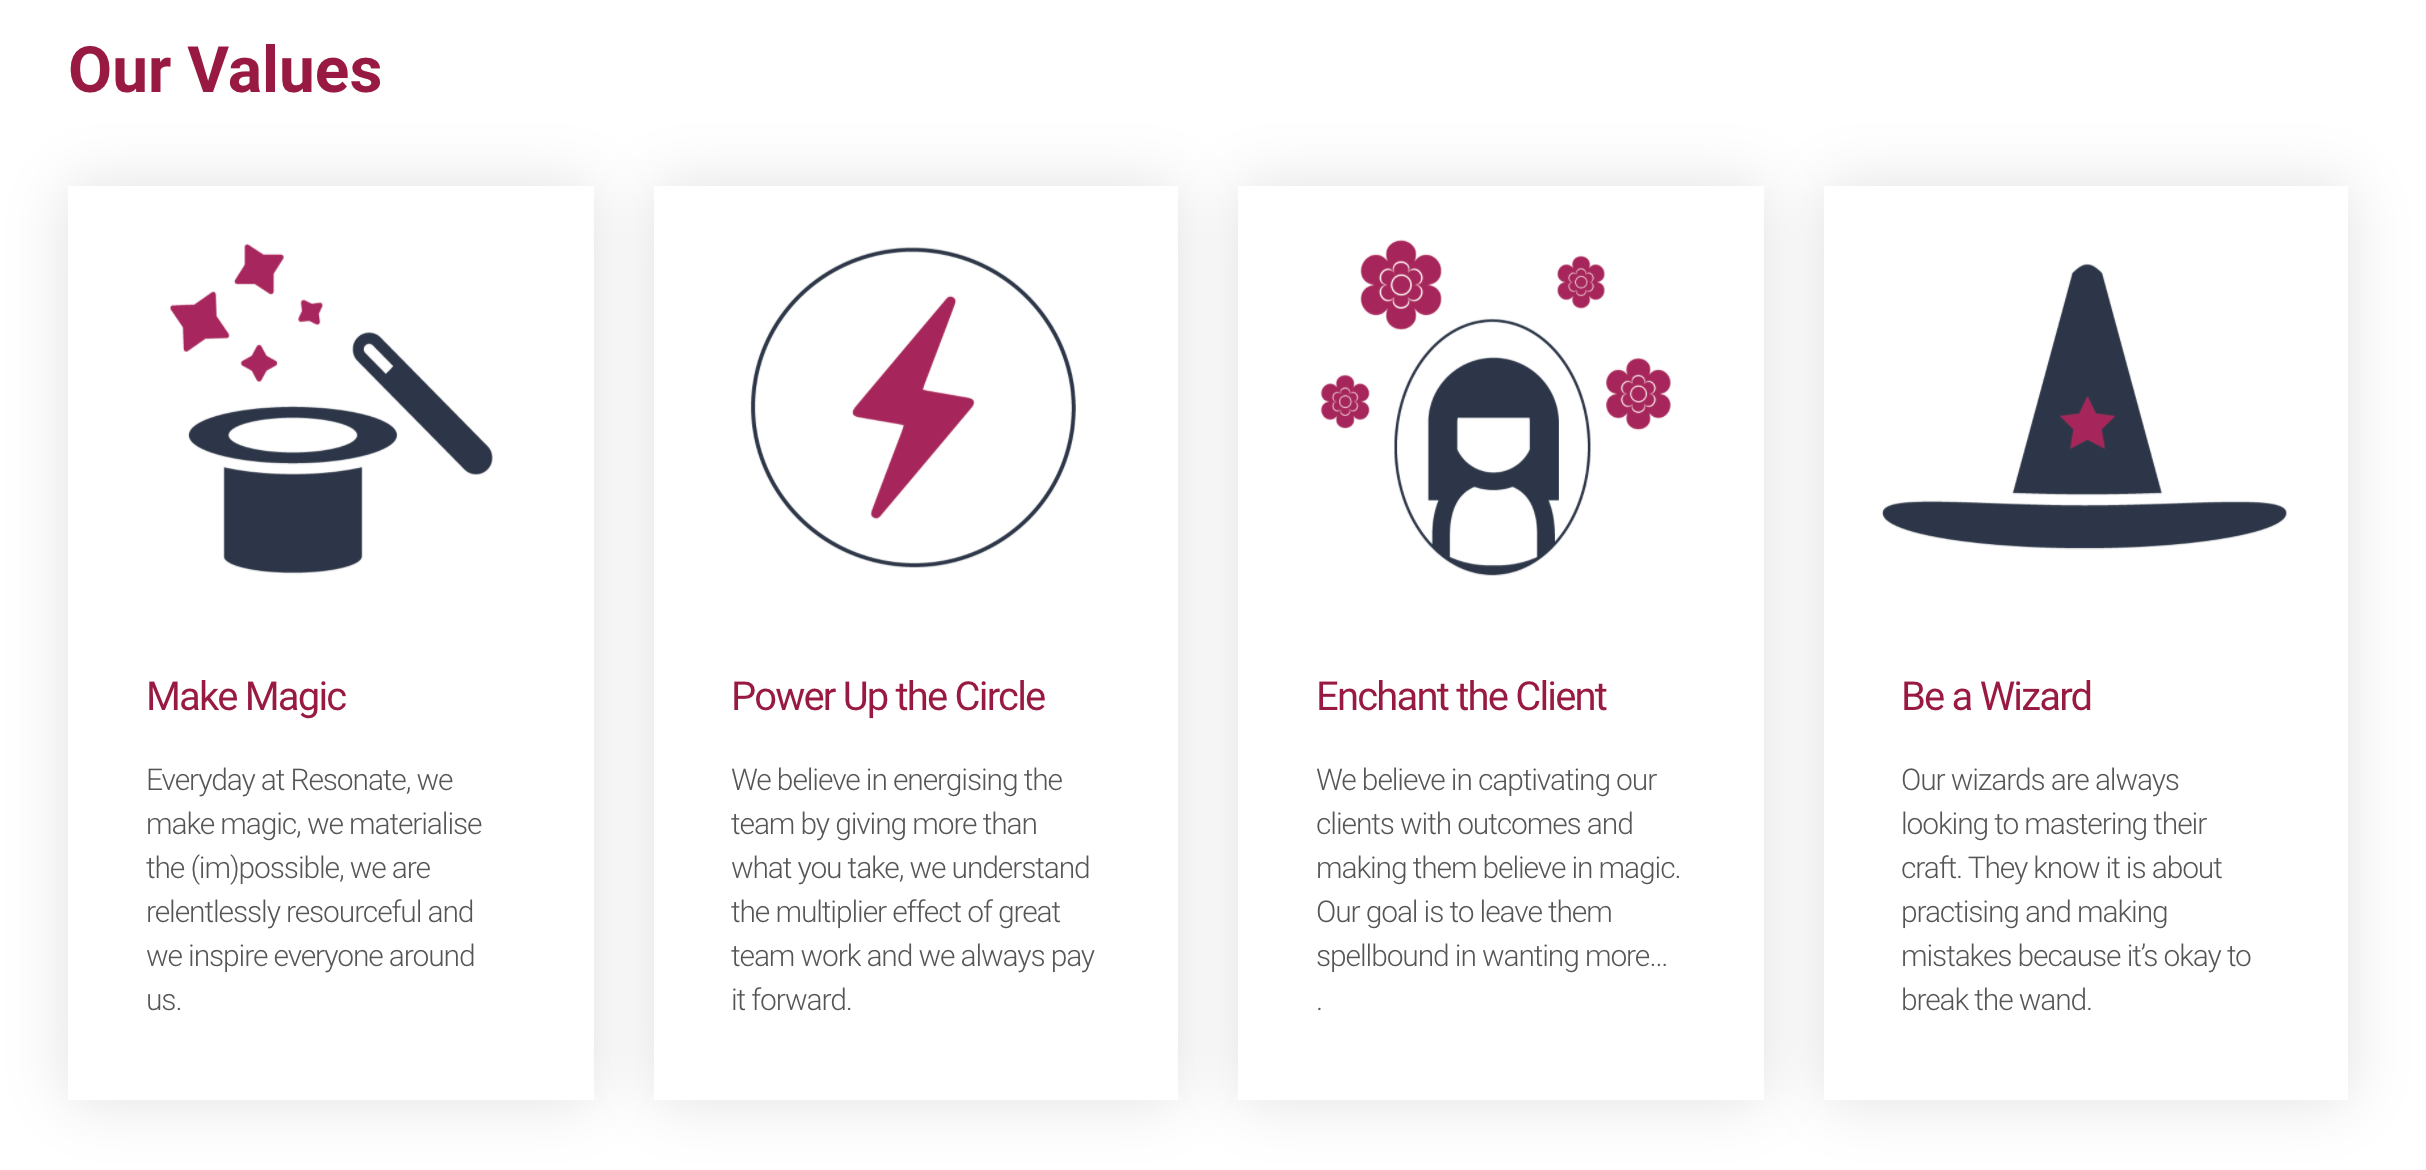 Our Values
Make Magic
Everyday at Resonate, we
make magic, we materialise
the (im)possible, we are
relentlessly resourceful and
we inspire everyone around
us.
Power Up the Circle
We believe in energising the
team by giving more than
what you take, we understand
the multiplier effect of great
team work and we always pay
it forward.
Enchant the Client
We believe in captivating our
clients with outcomes and
making them believe in magic.
Our goal is to leave them
spellbound in wanting more...
.
Be a Wizard
Our wizards are always
looking to mastering their
craft. They know it is about
practising and making
mistakes because it’s okay to
break the wand.